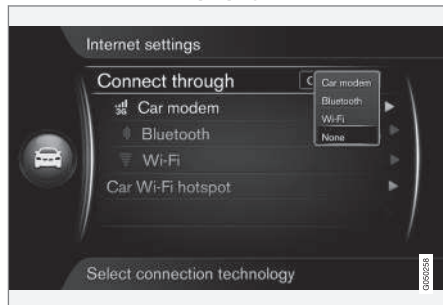 Internet settings
Connect through
Car modem
Bluetooth
Wi-Fi
None
3G Car modem
Bluetooth
Wi-Fi
Car Wi-Fi hotspot
Select connection technology
G050258